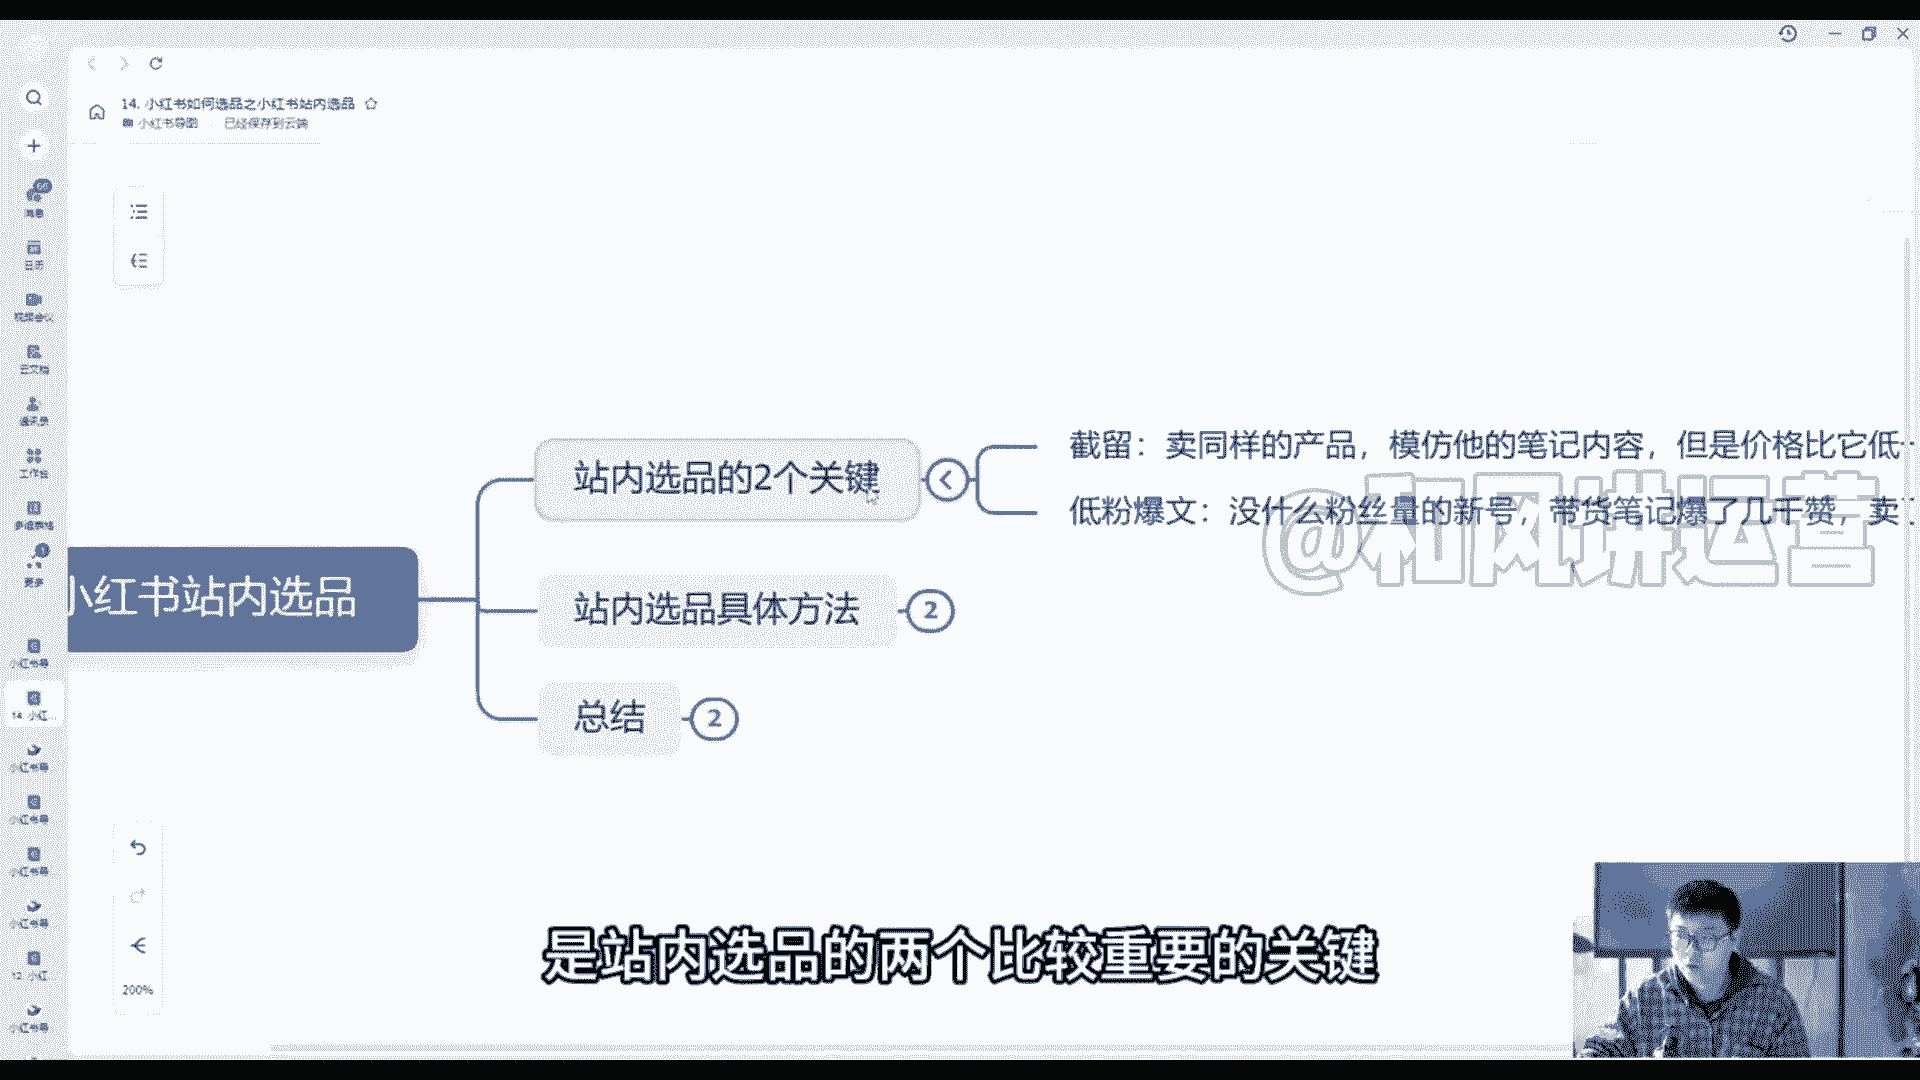 14. 小红书如何选品之小红书站内选品
小红书导图 已经保存到云端
66
消息
日历
视频会议
云文档
通讯录
工作台
多维表格
更多
小红书导
14. 小红...
小红书导
小红书导
小红书导
小红书导
12. 小红
小红书导
小红书站内选品
站内选品的2个关键
截留：卖同样的产品，模仿他的笔记内容，但是价格比它低…
低粉爆文：没什么粉丝量的新号，带货笔记爆了几千赞，卖
@和风讲运营
站内选品具体方法
2
总结
2
200%
是站内选品的两个比较重要的关键